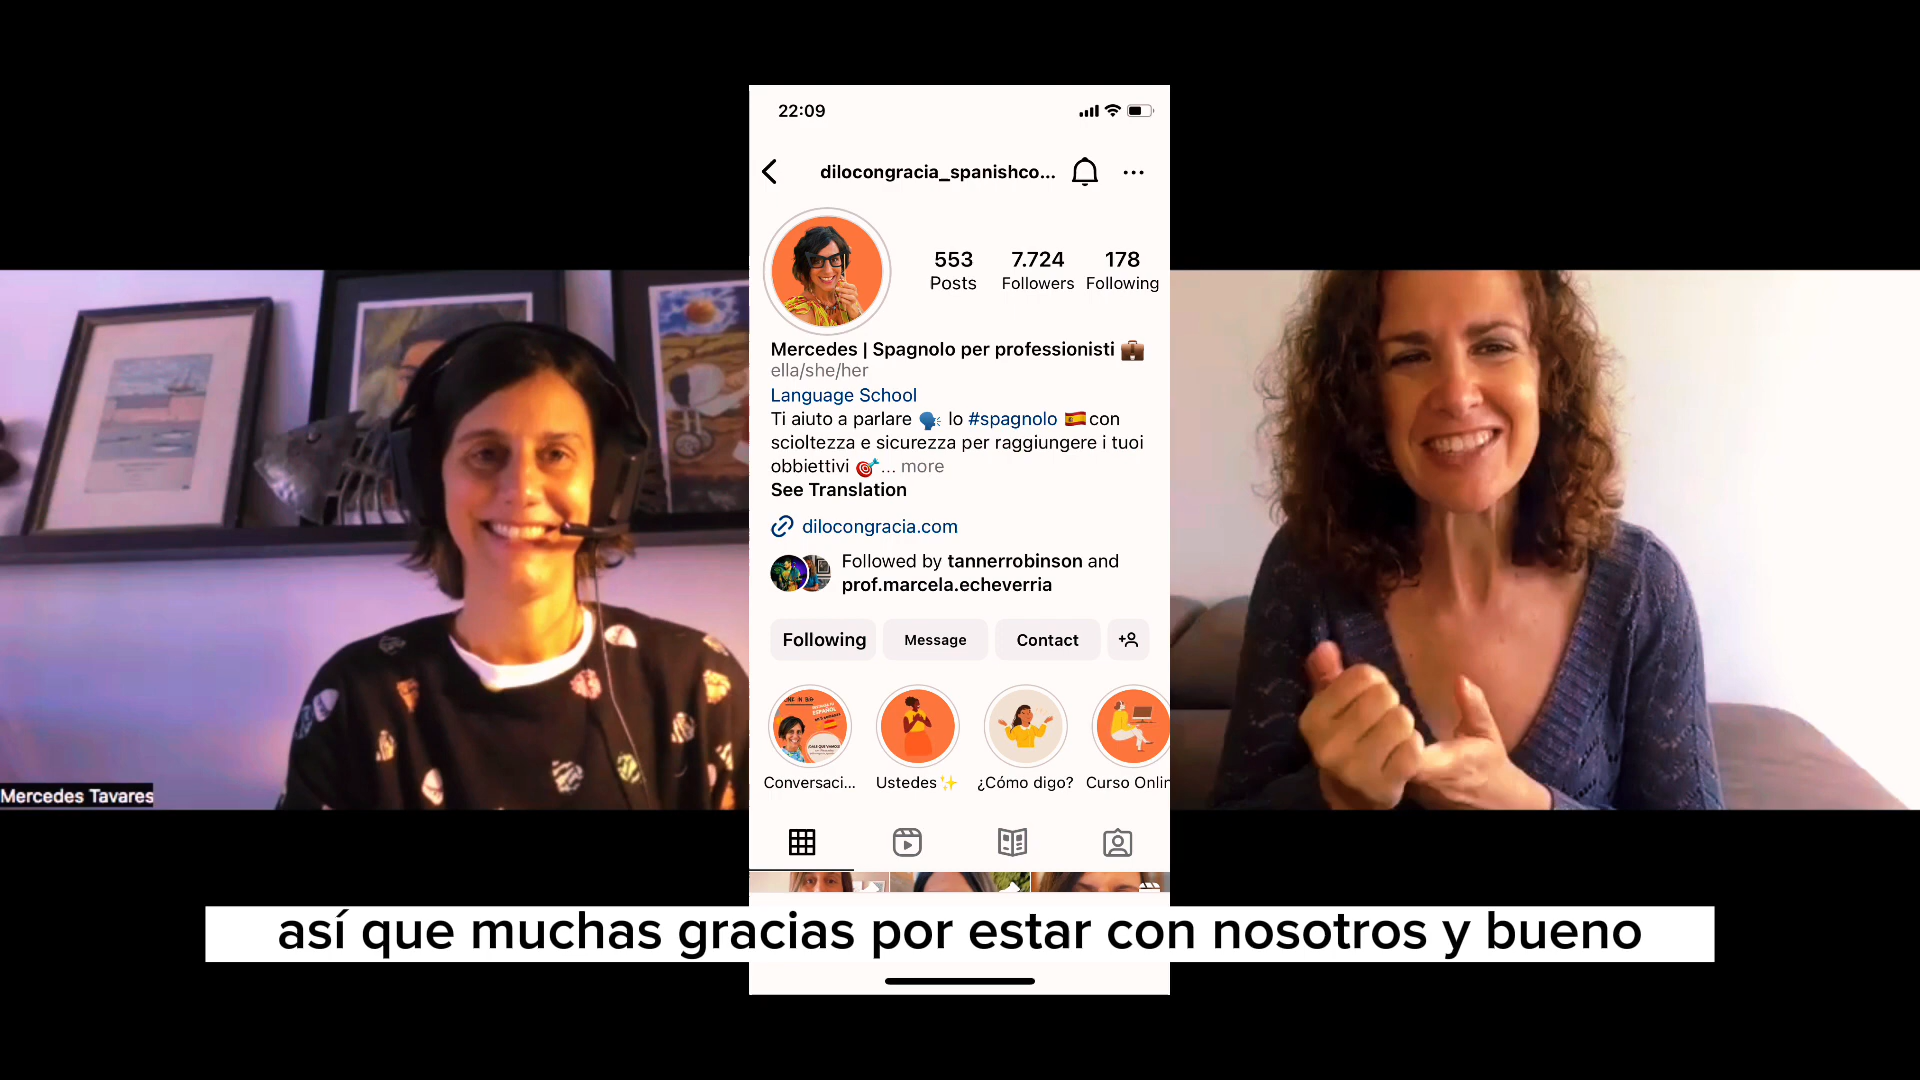 22:09
dilocongracia_spanishco...
553
7.724
178
Posts
Followers
Following
Mercedes | Spagnolo per professionisti
ella/she/her
Language School
Ti aiuto a parlare lo #spagnolo con
scioltezza e sicurezza per raggiungere i tuoi
obbiettivi ... more
See Translation
dilocongracia.com
Followed by tannerrobinson and
prof.marcela.echeverria
Following
Message
Contact
ESPAÑOL
Conversaci...
Ustedes
¿Cómo digo?
Curso Onlin
Mercedes Tavares
así que muchas gracias por estar con nosotros y bueno